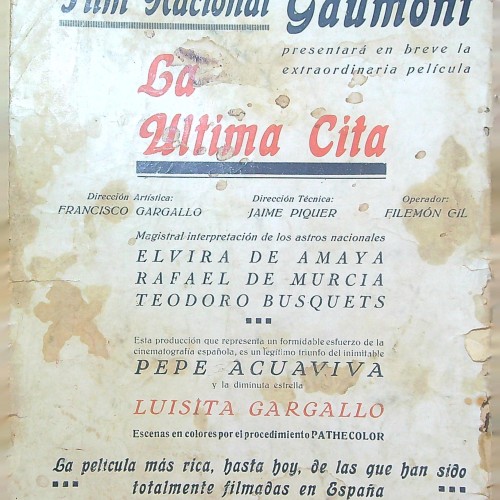 Film Nacional Gaumont
presentará en breve la
extraordinaria película
La
Ultima Cita
Dirección Artística:
FRANCISCO GARGALLO
Dirección Técnica:
JAIME PIQUER
Operador:
FILEMÓN GIL
Magistral interpretación de los astros nacionales
ELVIRA DE AMAYA
RAFAEL DE MURCIA
TEODORO BUSQUETS
Esta producción que representa un formidable esfuerzo de la
cinematografía española, es un legítimo triunfo del inimitable
PEPE ACUAVIVA
y la diminuta estrella
LUISITA GARGALLO
Escenas en colores por el procedimiento PATHECOLOR
La película más rica, hasta hoy, de las que han sido
totalmente filmadas en España